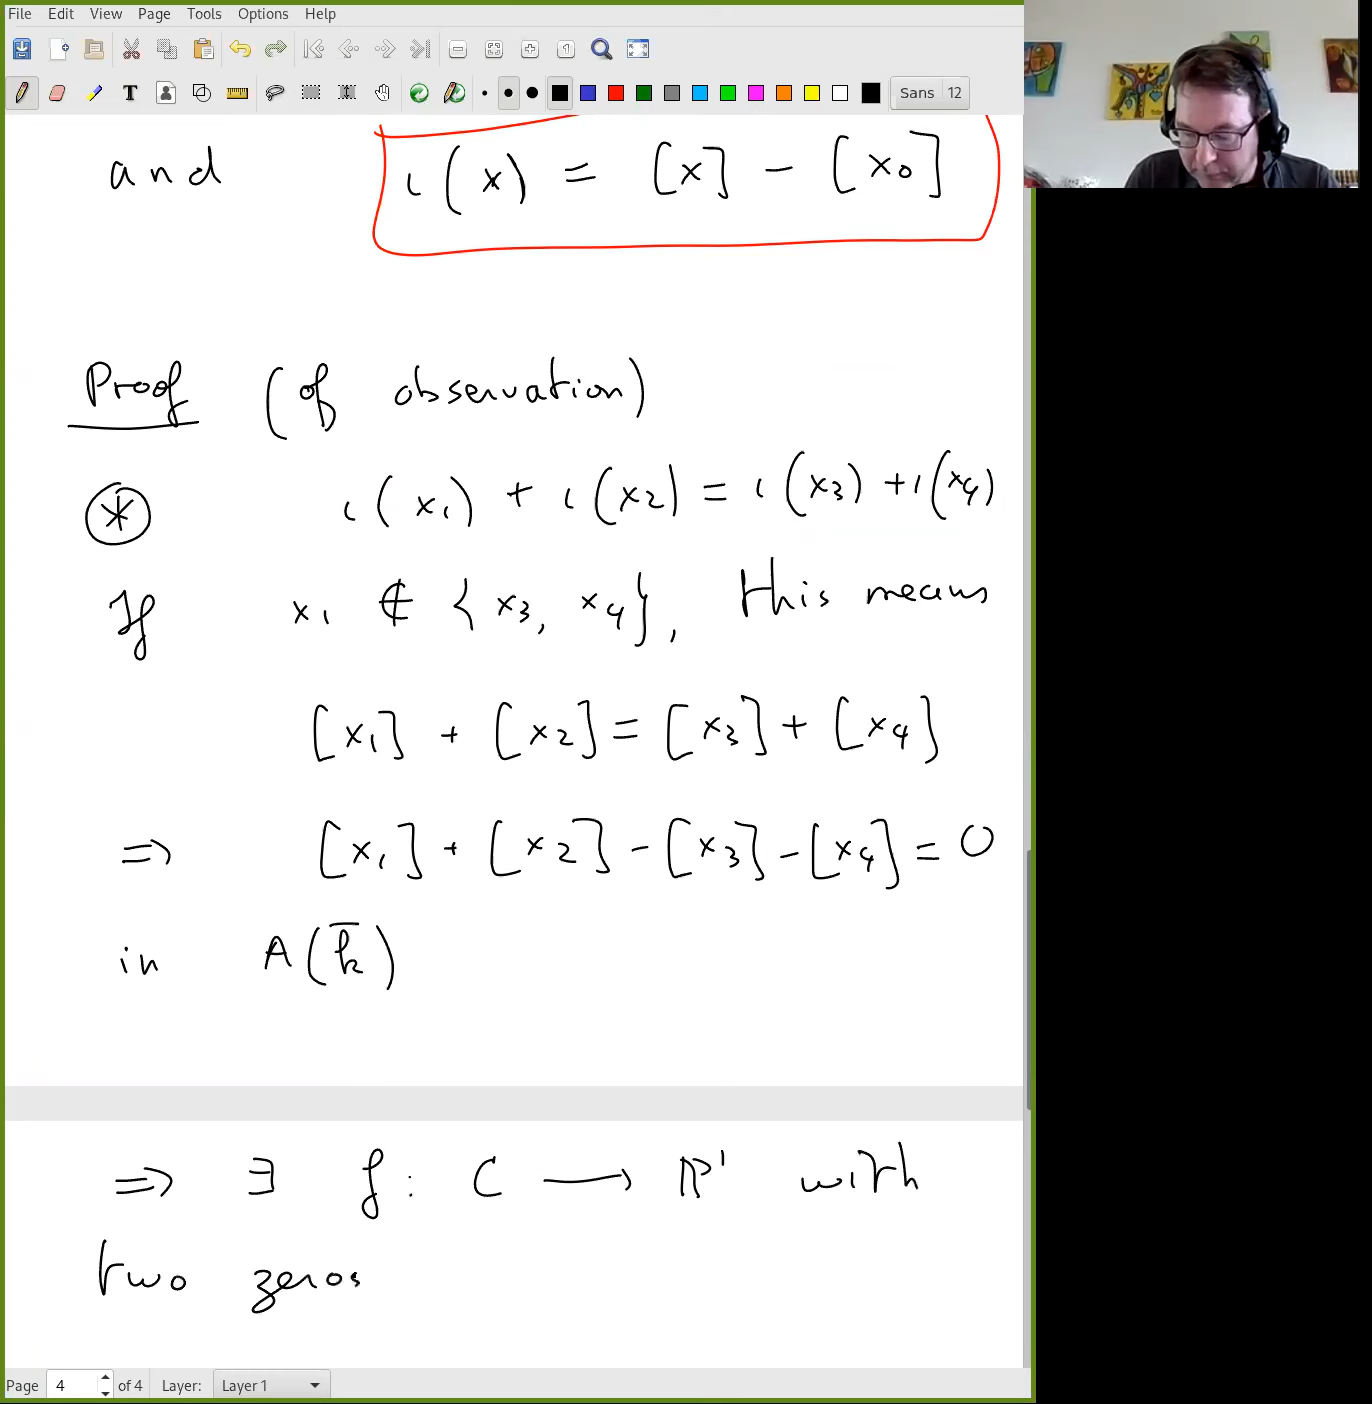 File Edit View Page Tools Options Help
T Sans 12
and ι(x) = [x] - [x₀]
Proof (of observation)
⊛ ι(x₁) + ι(x₂) = ι(x₃) + ι(x₄)
If x₁ ∉ {x₃, x₄}, this means
[x₁] + [x₂] = [x₃] + [x₄]
⇒ [x₁] + [x₂] - [x₃] - [x₄] = 0
in A(k̄)
⇒ ∃ f: C ⟶ ℙ¹ with
two zeros
Page 4 of 4 Layer: Layer 1